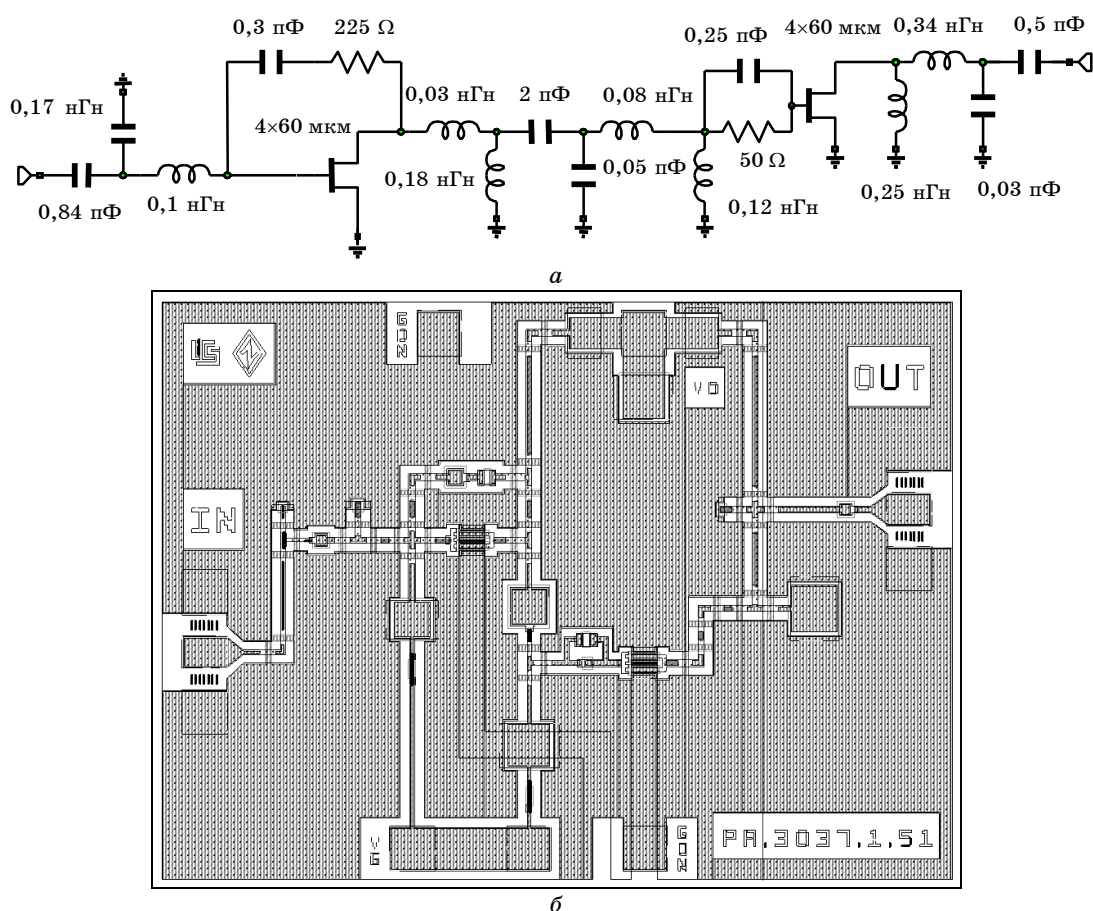 0,3 пФ 225 Ω
0,25 пФ 4×60 мкм 0,34 нГн 0,5 пФ
0,17 нГн
4×60 мкм 0,03 нГн 2 пФ 0,08 нГн
0,84 пФ 0,1 нГн 0,18 нГн 0,05 пФ 50 Ω 0,12 нГн 0,25 нГн 0,03 пФ
а
GND
VD
OUT
IN
VG
GND
PA.3037.1.51
б